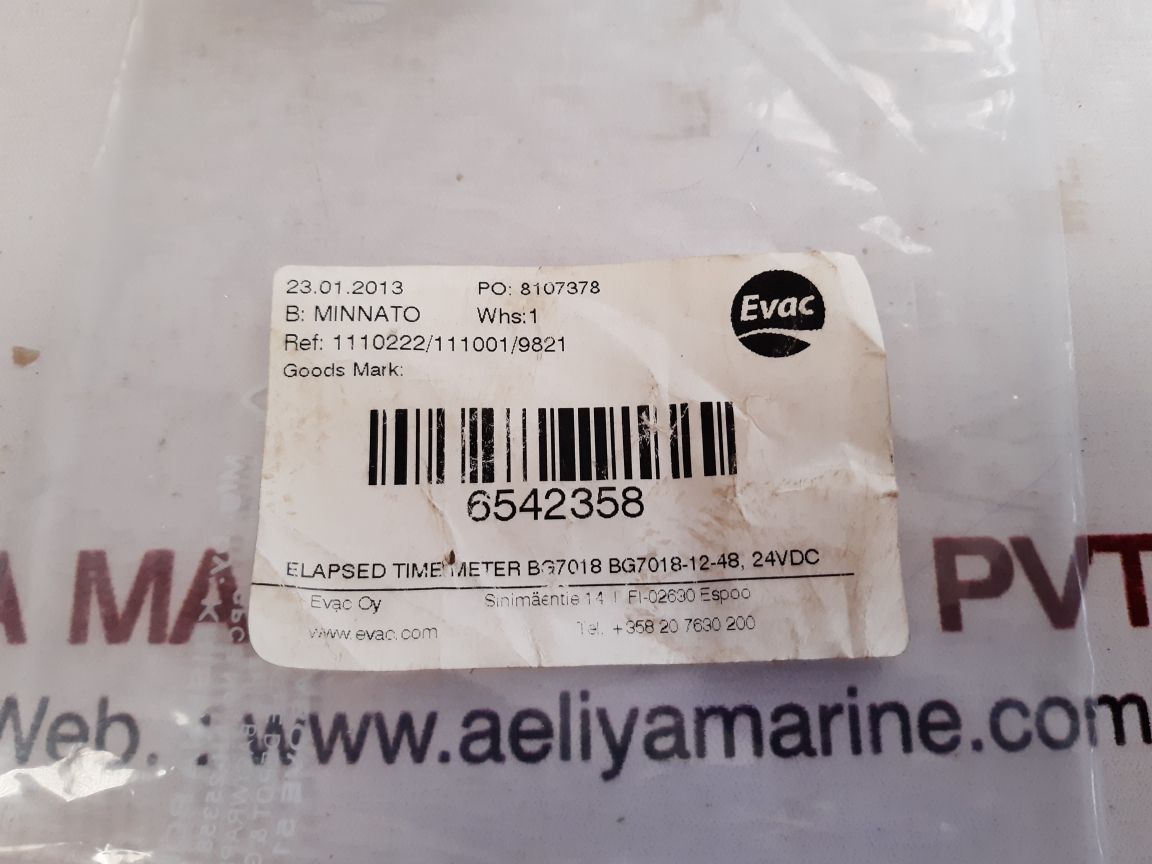 23.01.2013 PO: 8107378
B: MINNATO Whs:1
Ref: 1110222/111001/9821
Goods Mark:
Evac
6542358
ELAPSED TIME METER BG7018 BG7018-12-48, 24VDC
Evac Oy Sinimäentie 14 FI-02630 Espoo
www.evac.com Tel. +358 20 7630 200
A MA PVT
Web. : www.aeliyamarine.com